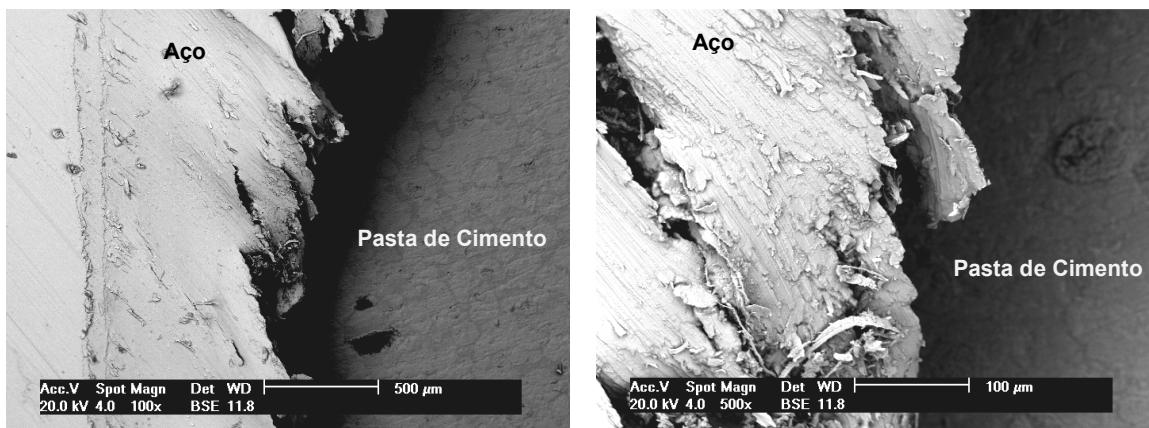 Aço
Pasta de Cimento
Acc.V Spot Magn Det WD 500 µm
20.0 kV 4.0 100x BSE 11.8
Aço
Pasta de Cimento
Acc.V Spot Magn Det WD 100 µm
20.0 kV 4.0 500x BSE 11.8